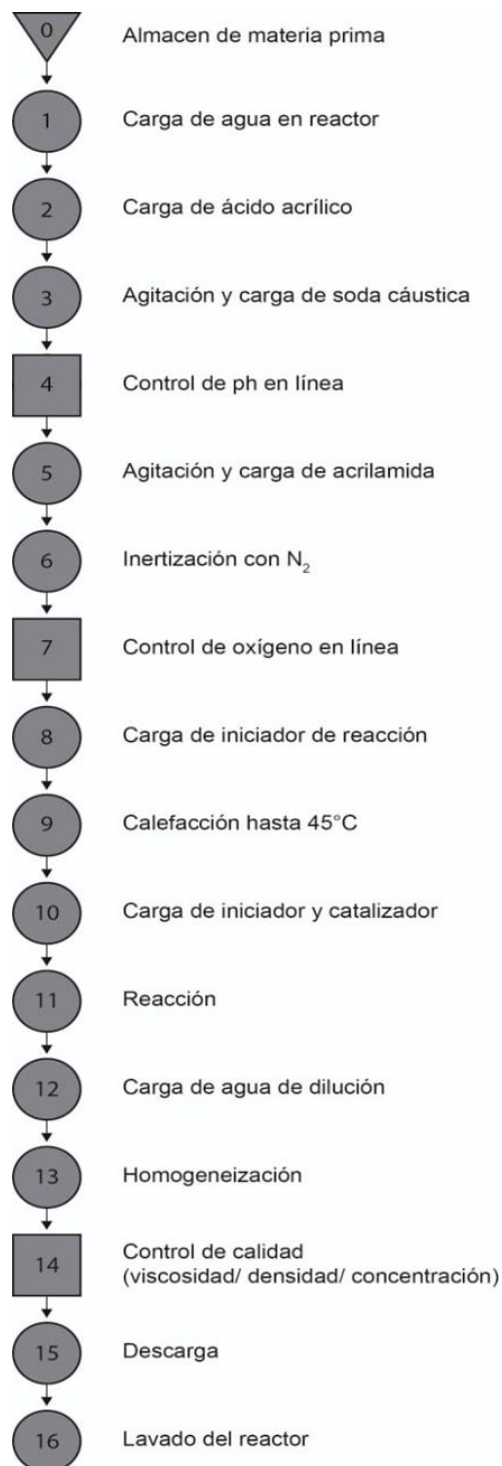 0 Almacen de materia prima
1 Carga de agua en reactor
2 Carga de ácido acrílico
3 Agitación y carga de soda cáustica
4 Control de ph en línea
5 Agitación y carga de acrilamida
6 Inertización con N₂
7 Control de oxígeno en línea
8 Carga de iniciador de reacción
9 Calefacción hasta 45°C
10 Carga de iniciador y catalizador
11 Reacción
12 Carga de agua de dilución
13 Homogeneización
14 Control de calidad
(viscosidad/ densidad/ concentración)
15 Descarga
16 Lavado del reactor